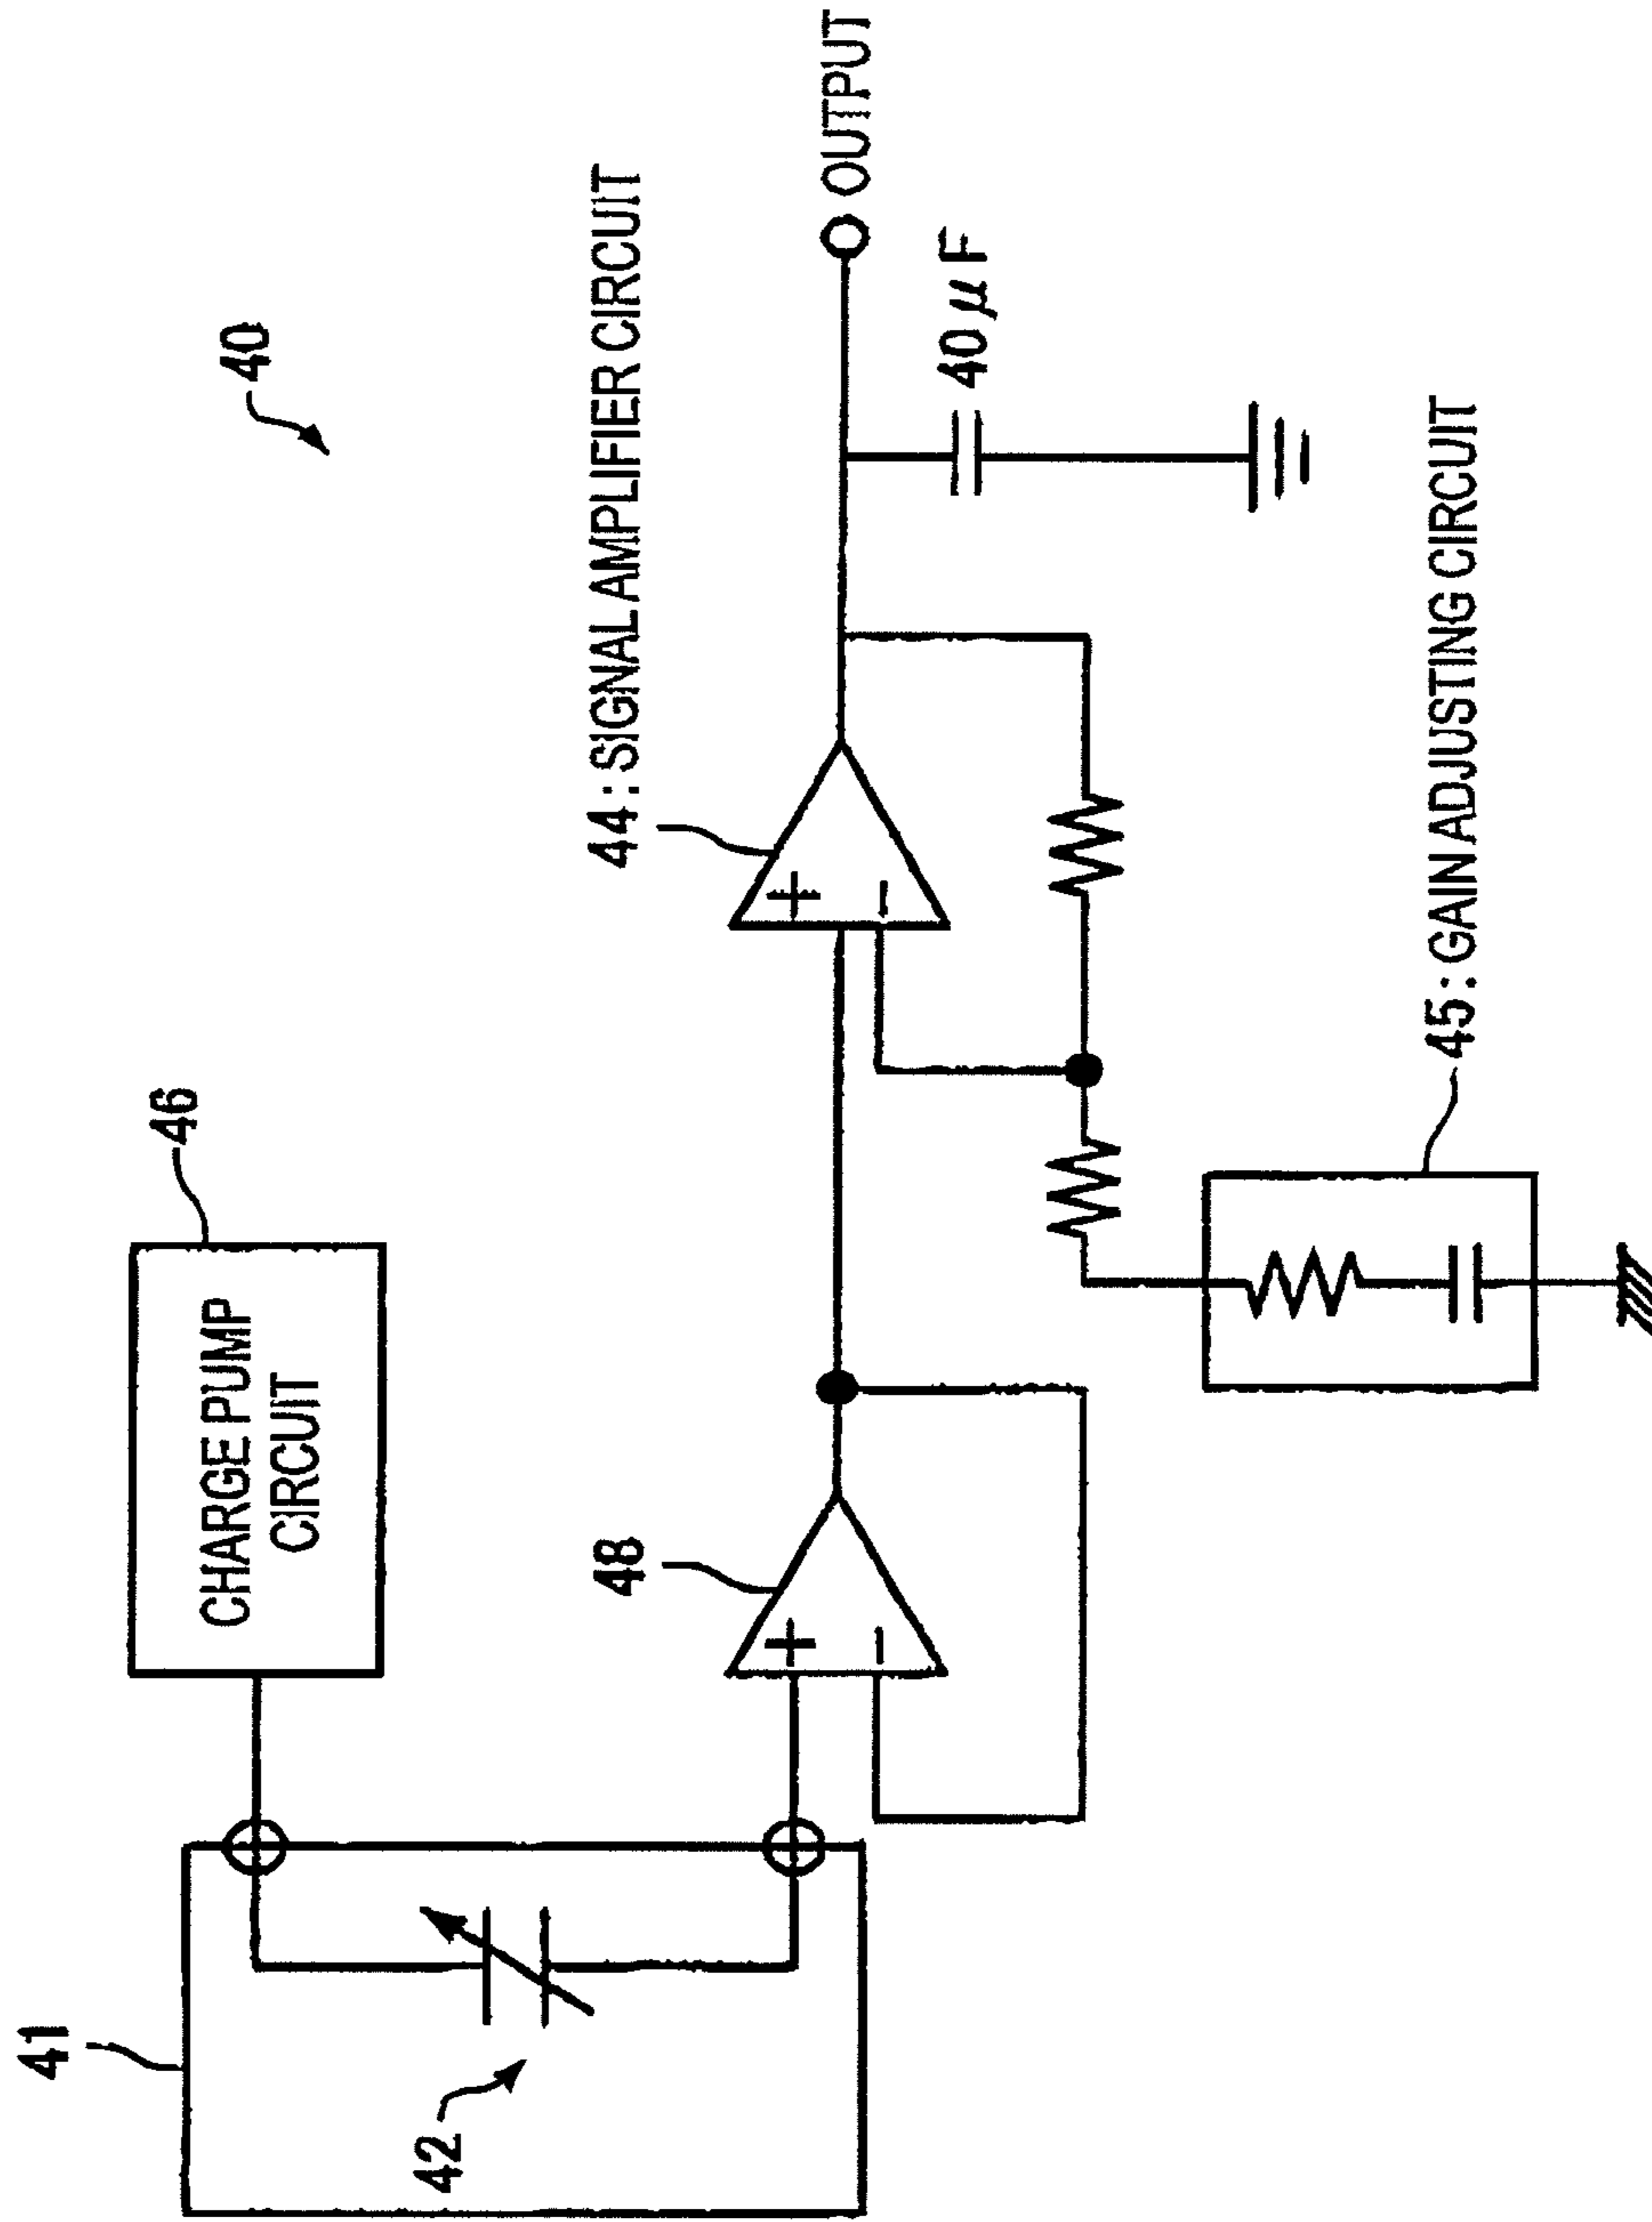 40
41
42
46
CHARGE PUMP
CIRCUIT
48
+
−
44 : SIGNAL AMPLIFIER CIRCUIT
+
−
OUTPUT
40 μ F
45 : GAIN ADJUSTING CIRCUIT